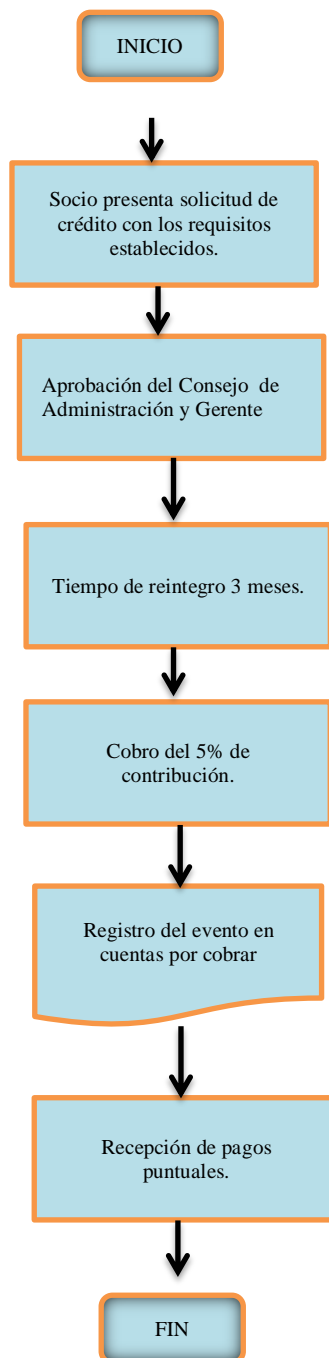 INICIO
Socio presenta solicitud de
crédito con los requisitos
establecidos.
Aprobación del Consejo de
Administración y Gerente
Tiempo de reintegro 3 meses.
Cobro del 5% de
contribución.
Registro del evento en
cuentas por cobrar
Recepción de pagos
puntuales.
FIN